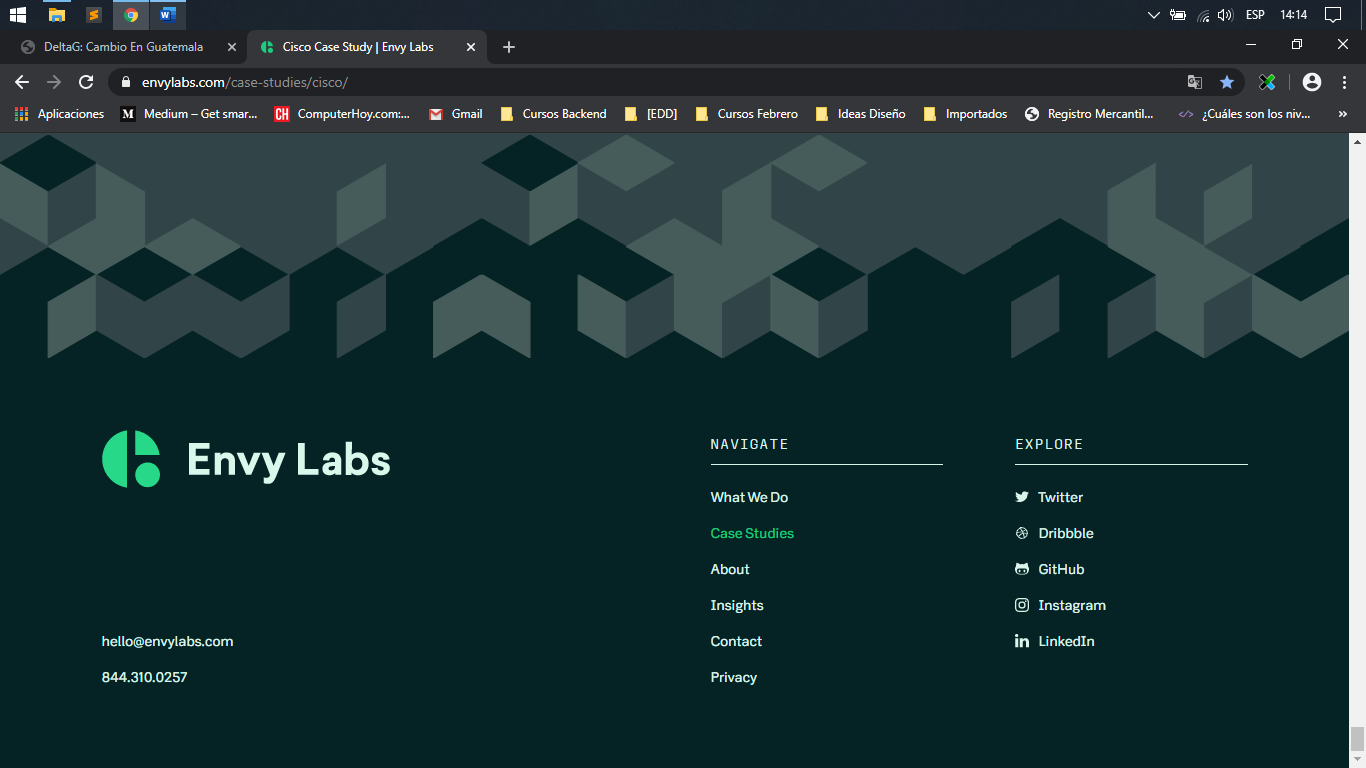 ESP 14:14
DeltaG: Cambio En Guatemala
Cisco Case Study | Envy Labs
envylabs.com/case-studies/cisco/
Aplicaciones
M Medium – Get smar...
CH ComputerHoy.com:...
Gmail
Cursos Backend
[EDD]
Cursos Febrero
Ideas Diseño
Importados
Registro Mercantil...
</> ¿Cuáles son los niv...
»
Envy Labs
hello@envylabs.com
844.310.0257
NAVIGATE
What We Do
Case Studies
About
Insights
Contact
Privacy
EXPLORE
Twitter
Dribbble
GitHub
Instagram
LinkedIn